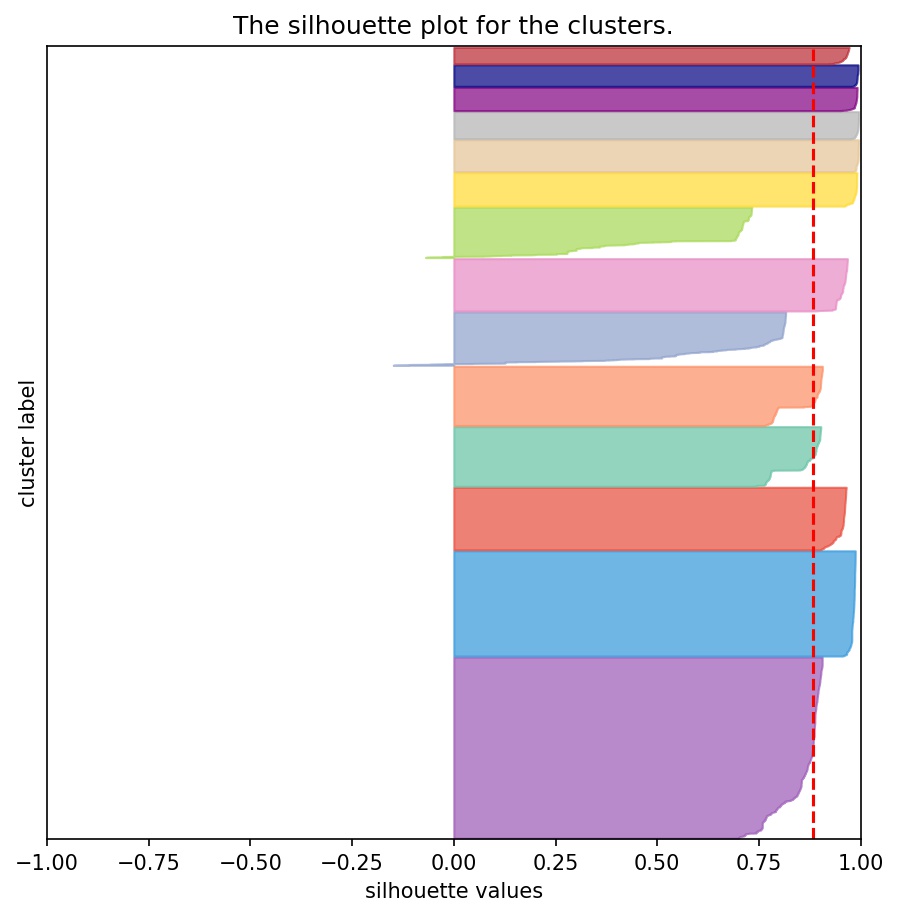 The silhouette plot for the clusters.
cluster label
−1.00 −0.75 −0.50 −0.25 0.00 0.25 0.50 0.75 1.00
silhouette values